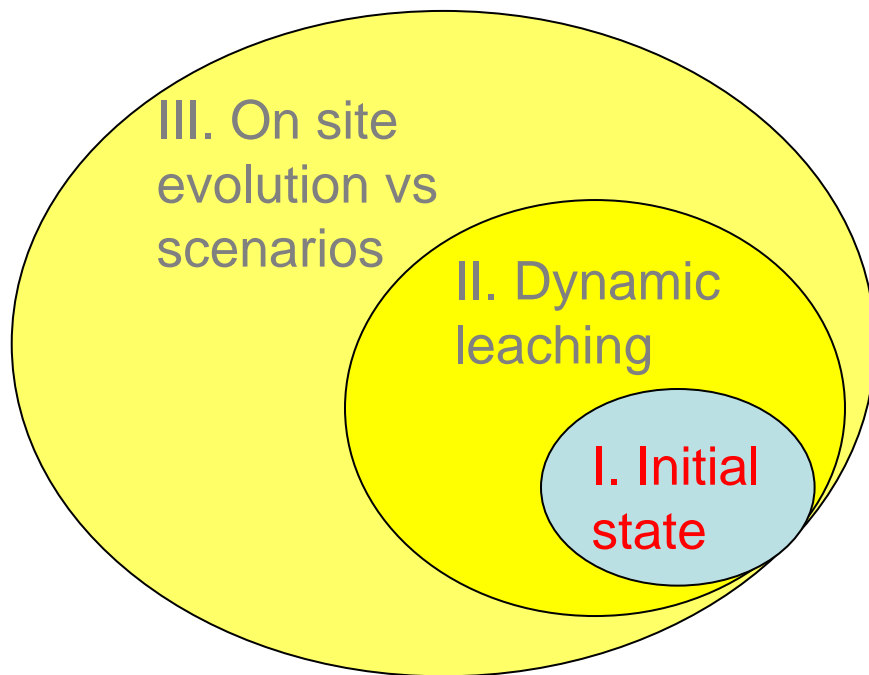 III. On site
evolution vs
scenarios
II. Dynamic
leaching
I. Initial
state